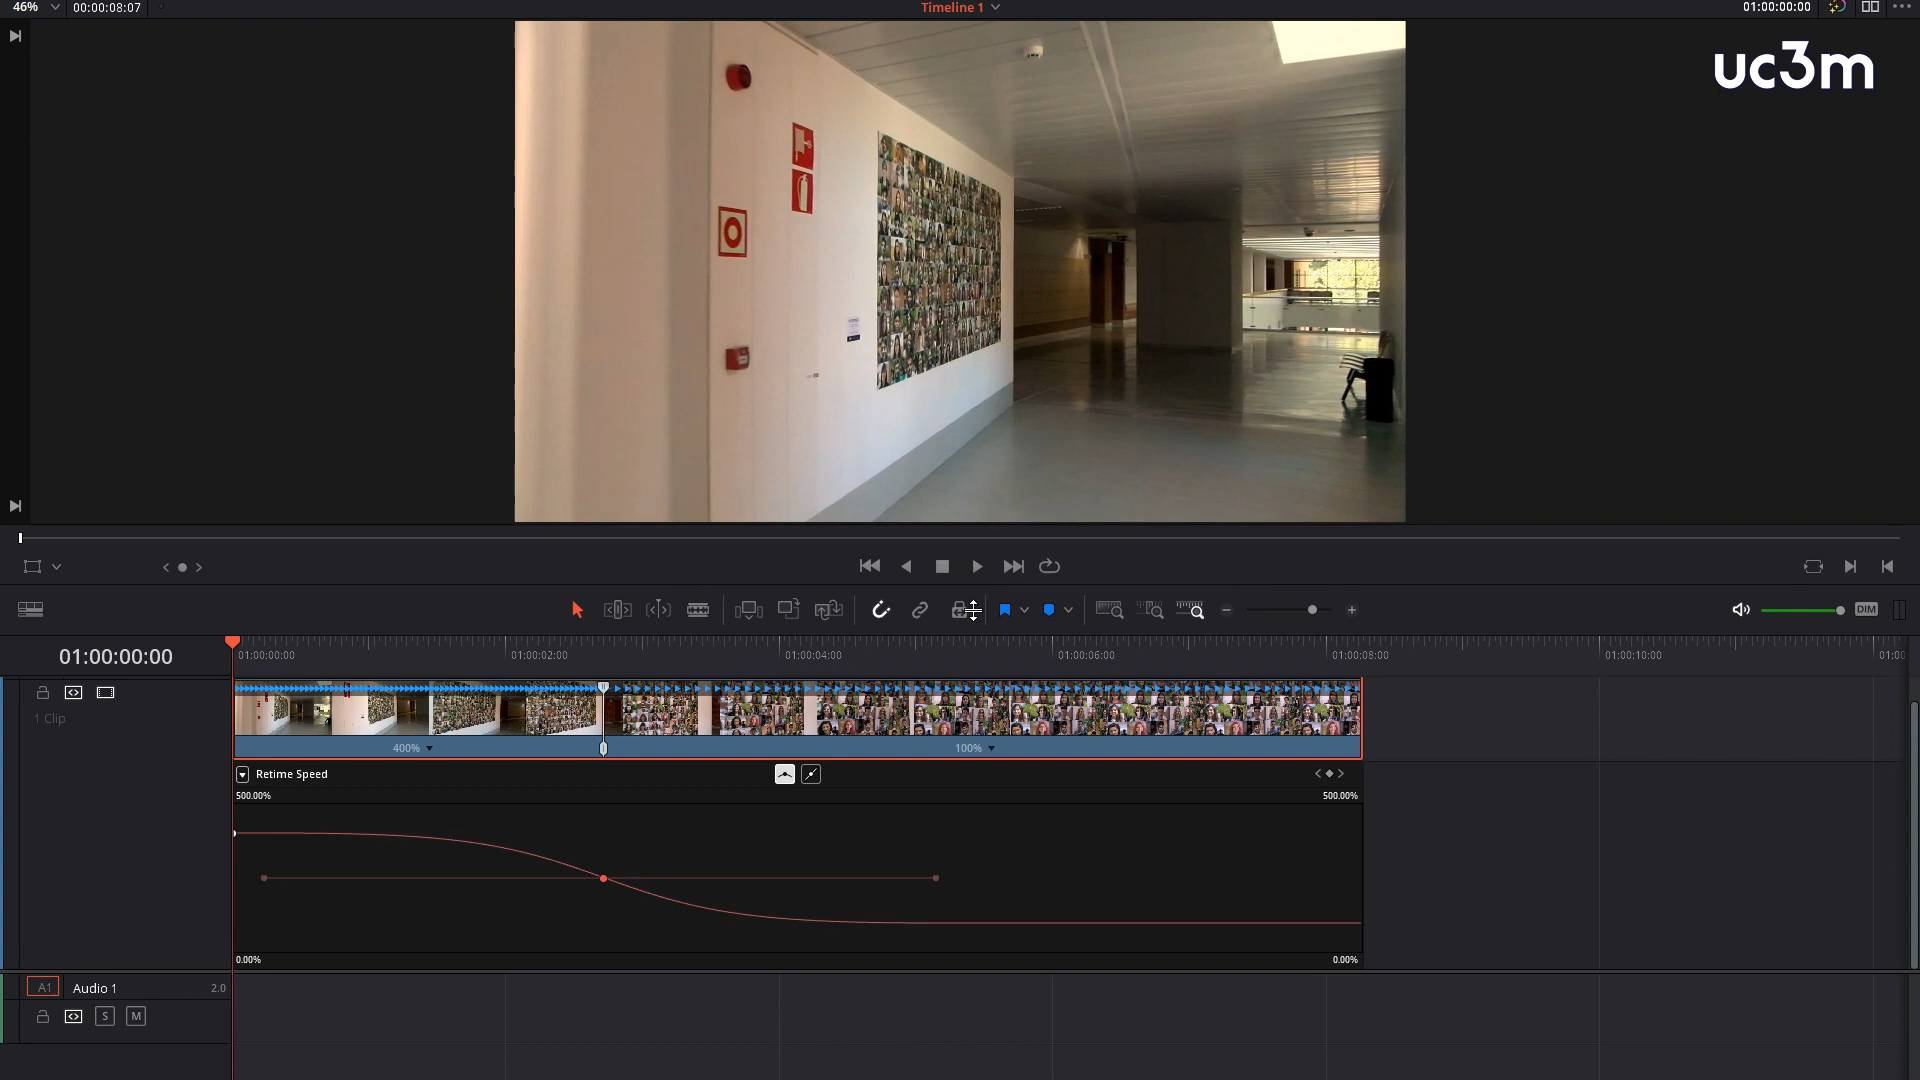 46%
00:00:08:07
Timeline 1
01:00:00:00
uc3m
DIM
01:00:00:00
01:00:00:00
01:00:02:00
01:00:04:00
01:00:06:00
01:00:08:00
01:00:10:00
01:00
1 Clip
400%
100%
Retime Speed
500.00%
500.00%
0.00%
0.00%
A1
Audio 1
2.0
S
M